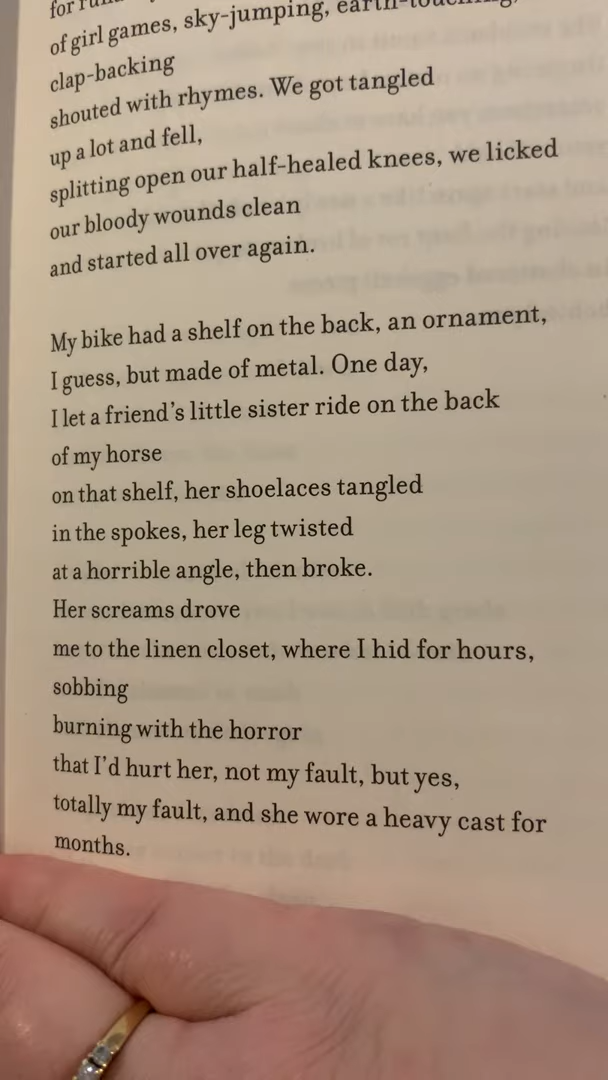 for
of girl games, sky-jumping, earth-touching,
clap-backing
shouted with rhymes. We got tangled
up a lot and fell,
splitting open our half-healed knees, we licked
our bloody wounds clean
and started all over again.
My bike had a shelf on the back, an ornament,
I guess, but made of metal. One day,
I let a friend’s little sister ride on the back
of my horse
on that shelf, her shoelaces tangled
in the spokes, her leg twisted
at a horrible angle, then broke.
Her screams drove
me to the linen closet, where I hid for hours,
sobbing
burning with the horror
that I’d hurt her, not my fault, but yes,
totally my fault, and she wore a heavy cast for
months.